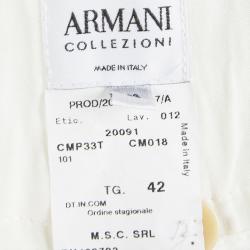 ARMANI
COLLEZIONI
MADE IN ITALY
PROD/20 7/A
Etic. Lav. 012
20091
CMP33T CM018
101
Made in Italy
TG. 42
DT.IN.COM
Ordine stagionale
M.S.C. SRL